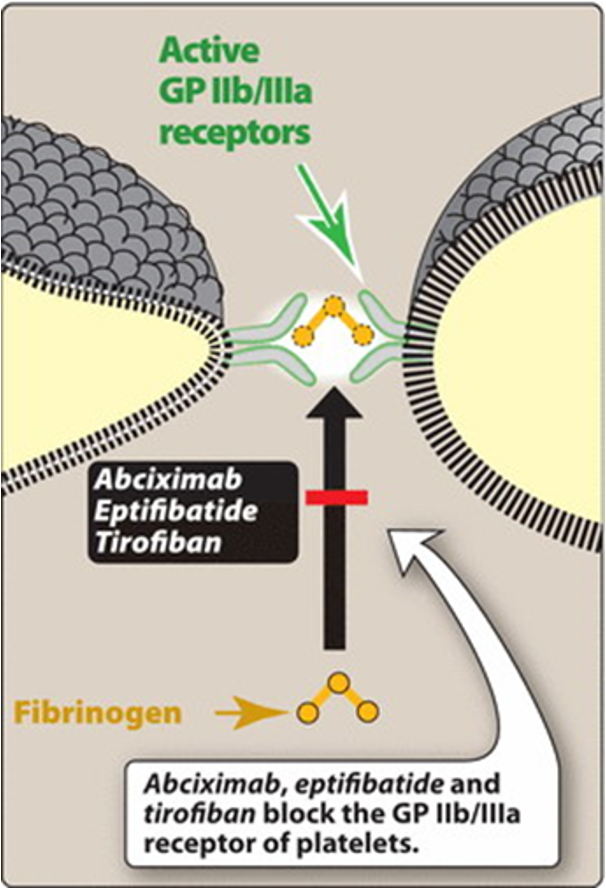 Active
GP IIb/IIIa
receptors
Abciximab
Eptifibatide
Tirofiban
Fibrinogen
Abciximab, eptifibatide and
tirofiban block the GP IIb/IIIa
receptor of platelets.